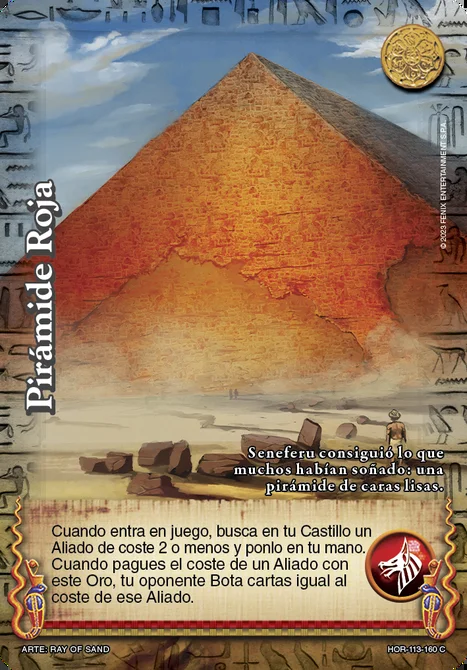 Pirámide Roja
© 2023 FENIX ENTERTAINMENT S.P.A.
Seneferu consiguió lo que
muchos habían soñado: una
pirámide de caras lisas.
Cuando entra en juego, busca en tu Castillo un
Aliado de coste 2 o menos y ponlo en tu mano.
Cuando pagues el coste de un Aliado con
este Oro, tu oponente Bota cartas igual al
coste de ese Aliado.
ARTE: RAY OF SAND
HOR-113-160 C